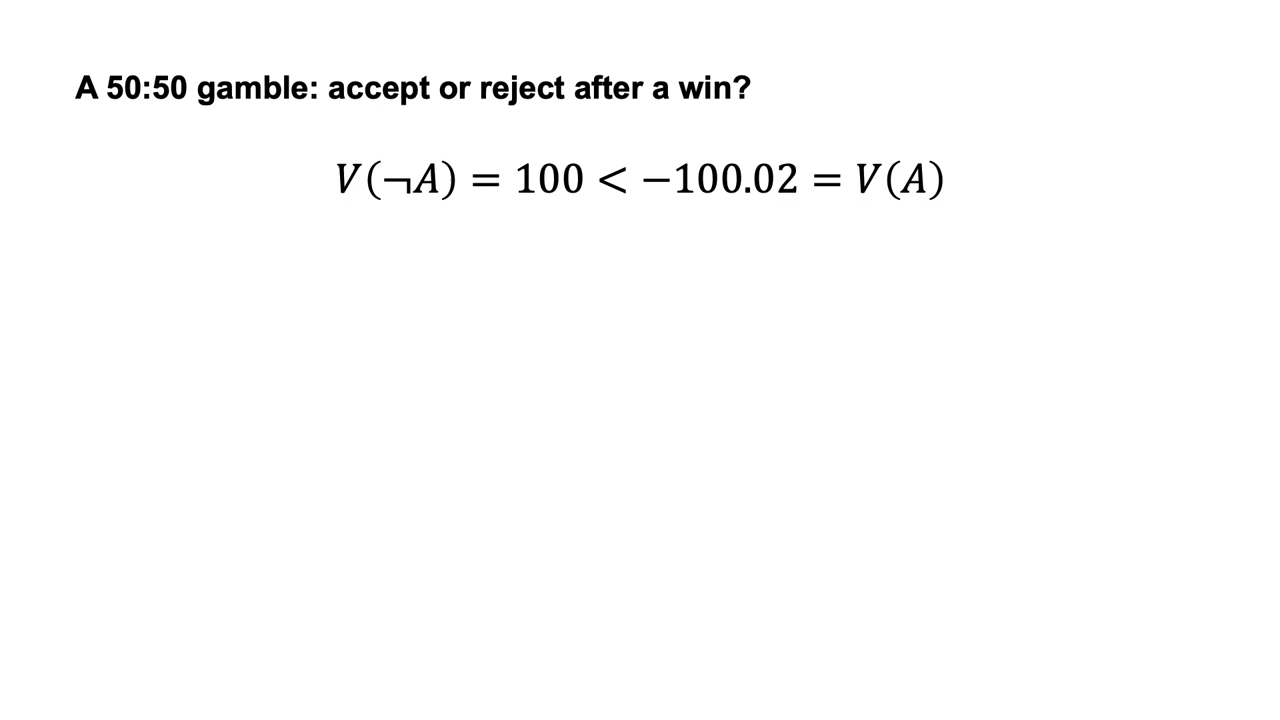 A 50:50 gamble: accept or reject after a win?
𝑉(¬𝐴) = 100 < −100.02 = 𝑉(𝐴)